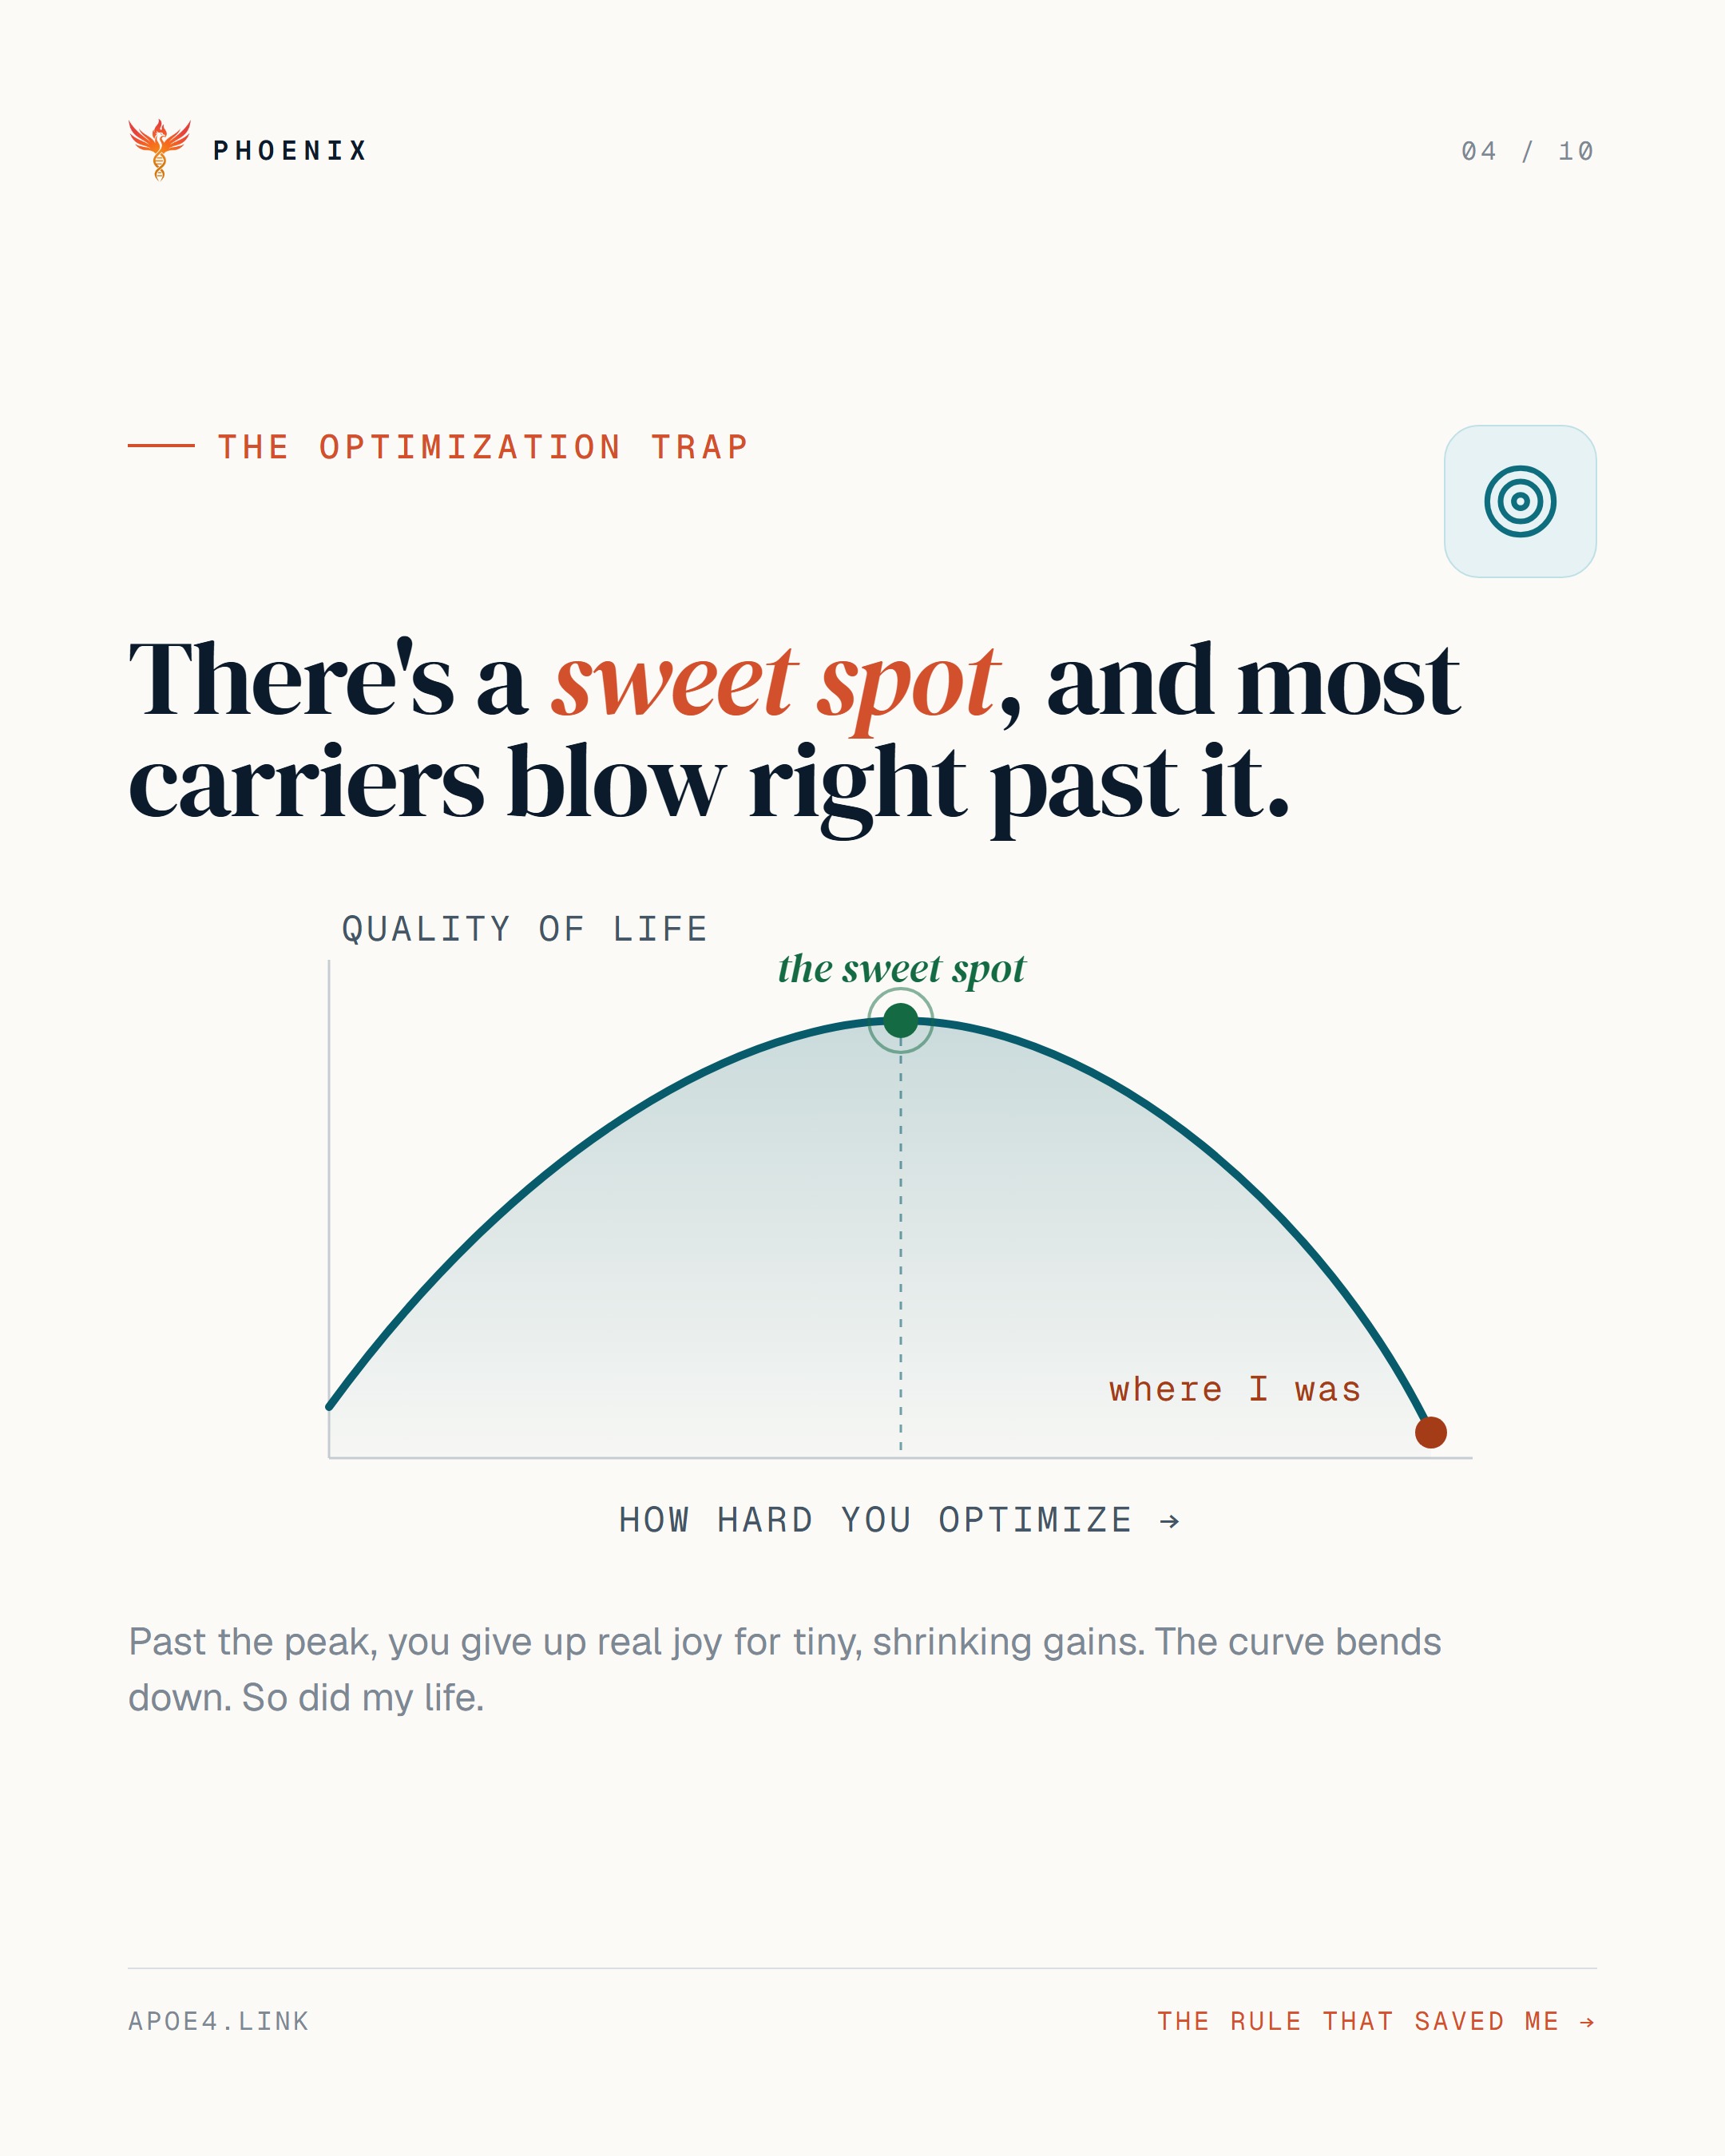 PHOENIX
04 / 10
THE OPTIMIZATION TRAP
There's a sweet spot, and most
carriers blow right past it.
QUALITY OF LIFE
the sweet spot
where I was
HOW HARD YOU OPTIMIZE →
Past the peak, you give up real joy for tiny, shrinking gains. The curve bends
down. So did my life.
APOE4.LINK
THE RULE THAT SAVED ME →